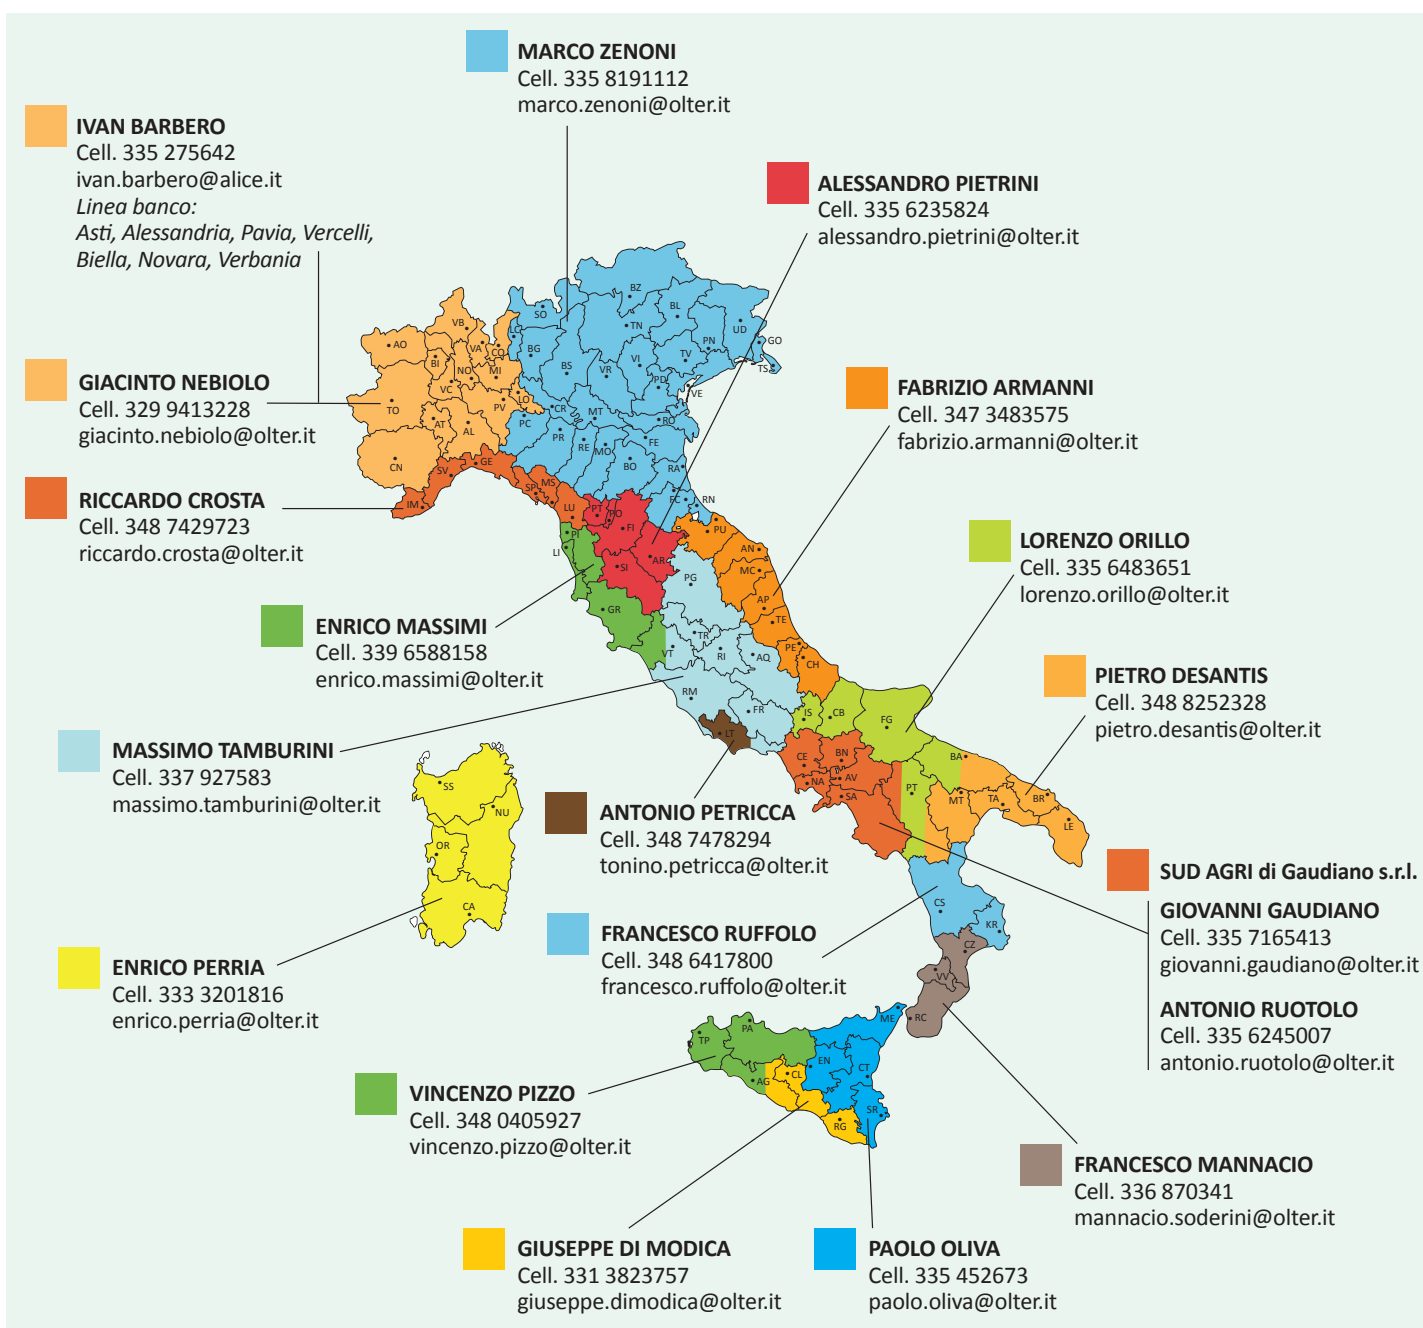 MARCO ZENONI
Cell. 335 8191112
marco.zenoni@olter.it
IVAN BARBERO
Cell. 335 275642
ivan.barbero@alice.it
Linea banco:
Asti, Alessandria, Pavia, Vercelli,
Biella, Novara, Verbania
ALESSANDRO PIETRINI
Cell. 335 6235824
alessandro.pietrini@olter.it
GIACINTO NEBIOLO
Cell. 329 9413228
giacinto.nebiolo@olter.it
FABRIZIO ARMANNI
Cell. 347 3483575
fabrizio.armanni@olter.it
RICCARDO CROSTA
Cell. 348 7429723
riccardo.crosta@olter.it
LORENZO ORILLO
Cell. 335 6483651
lorenzo.orillo@olter.it
ENRICO MASSIMI
Cell. 339 6588158
enrico.massimi@olter.it
PIETRO DESANTIS
Cell. 348 8252328
pietro.desantis@olter.it
MASSIMO TAMBURINI
Cell. 337 927583
massimo.tamburini@olter.it
ANTONIO PETRICCA
Cell. 348 7478294
tonino.petricca@olter.it
SUD AGRI di Gaudiano s.r.l.
GIOVANNI GAUDIANO
Cell. 335 7165413
giovanni.gaudiano@olter.it
ANTONIO RUOTOLO
Cell. 335 6245007
antonio.ruotolo@olter.it
FRANCESCO RUFFOLO
Cell. 348 6417800
francesco.ruffolo@olter.it
ENRICO PERRIA
Cell. 333 3201816
enrico.perria@olter.it
VINCENZO PIZZO
Cell. 348 0405927
vincenzo.pizzo@olter.it
FRANCESCO MANNACIO
Cell. 336 870341
mannacio.soderini@olter.it
GIUSEPPE DI MODICA
Cell. 331 3823757
giuseppe.dimodica@olter.it
PAOLO OLIVA
Cell. 335 452673
paolo.oliva@olter.it
BZ
SO
BL
VB
TN
UD
LC
AO
VA
CO
PN
GO
BG
BI
VI
TV
TS
NO
MI
BS
VR
VC
PD
VE
TO
PV
LO
CR
MT
AT
AL
PC
RO
PR
RE
MO
FE
CN
SV
GE
BO
RA
SP
MS
IM
LU
PT
PO
FC
RN
FI
PU
PI
LI
AR
SI
AN
MC
PG
GR
AP
TE
TR
VT
RI
AQ
PE
CH
RM
FR
LT
IS
CB
FG
CE
BN
BA
NA
AV
SA
PT
MT
TA
BR
LE
SS
NU
OR
CA
CS
KR
CZ
VV
RC
ME
TP
PA
EN
CT
AG
CL
SR
RG